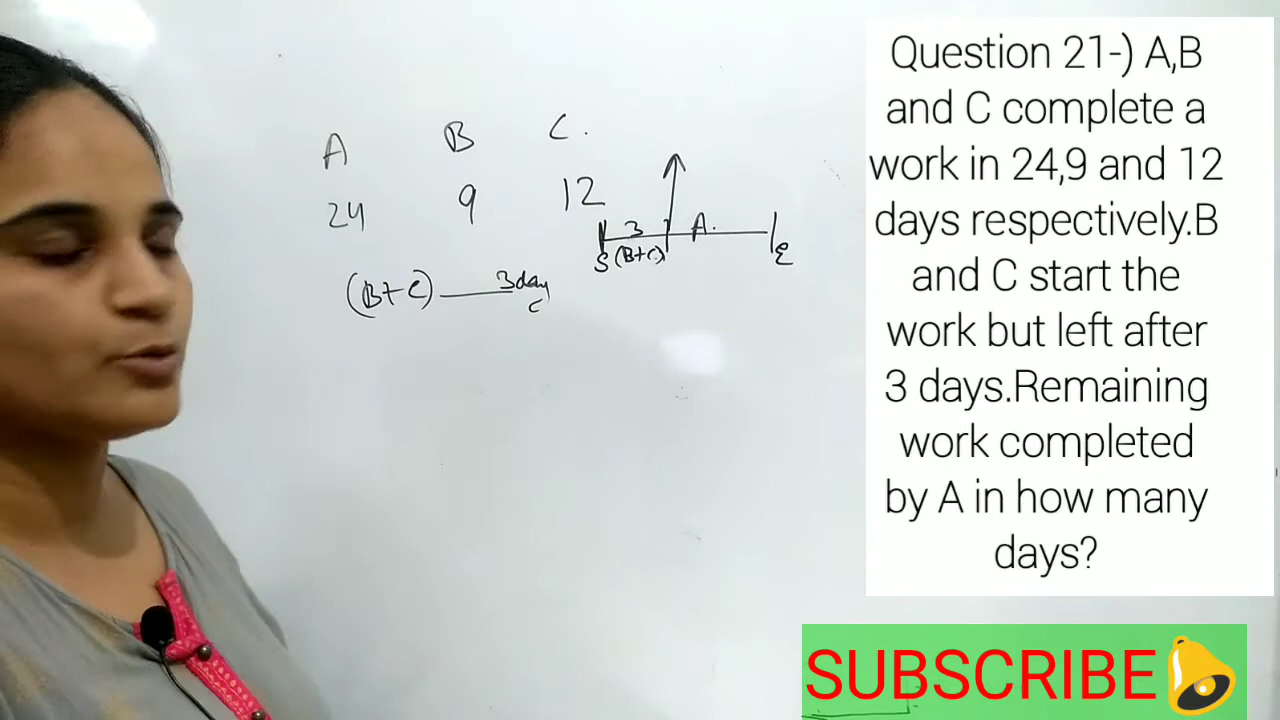 A B C.
24 9 12
3 A.
S (B+C) E
(B+C) 3 day
C
Question 21-) A,B
and C complete a
work in 24,9 and 12
days respectively.B
and C start the
work but left after
3 days.Remaining
work completed
by A in how many
days?
SUBSCRIBE